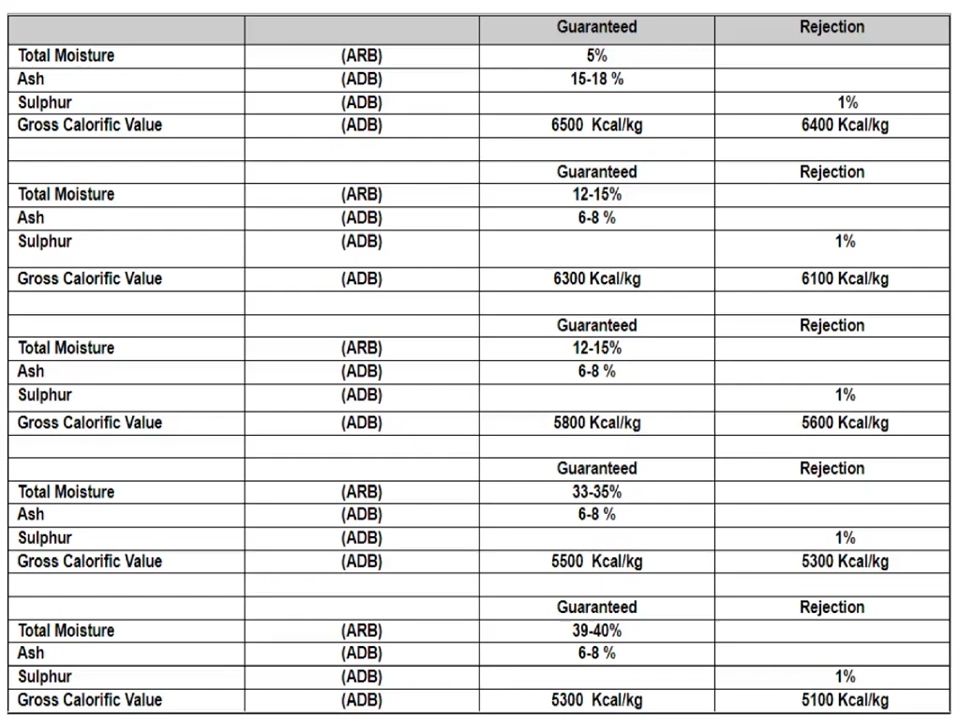 Guaranteed Rejection
Total Moisture (ARB) 5%
Ash (ADB) 15-18 %
Sulphur (ADB) 1%
Gross Calorific Value (ADB) 6500 Kcal/kg 6400 Kcal/kg
Guaranteed Rejection
Total Moisture (ARB) 12-15%
Ash (ADB) 6-8 %
Sulphur (ADB) 1%
Gross Calorific Value (ADB) 6300 Kcal/kg 6100 Kcal/kg
Guaranteed Rejection
Total Moisture (ARB) 12-15%
Ash (ADB) 6-8 %
Sulphur (ADB) 1%
Gross Calorific Value (ADB) 5800 Kcal/kg 5600 Kcal/kg
Guaranteed Rejection
Total Moisture (ARB) 33-35%
Ash (ADB) 6-8 %
Sulphur (ADB) 1%
Gross Calorific Value (ADB) 5500 Kcal/kg 5300 Kcal/kg
Guaranteed Rejection
Total Moisture (ARB) 39-40%
Ash (ADB) 6-8 %
Sulphur (ADB) 1%
Gross Calorific Value (ADB) 5300 Kcal/kg 5100 Kcal/kg